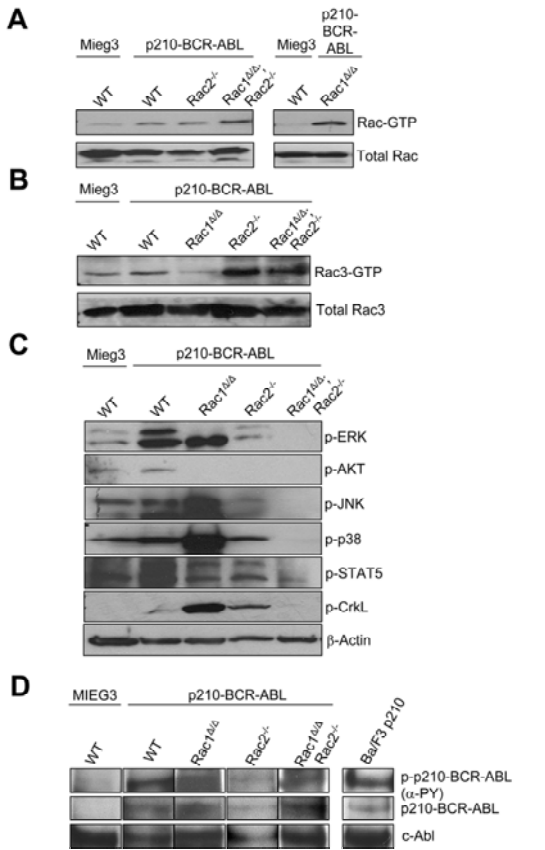 A
Mieg3 p210-BCR-ABL Mieg3 p210-BCR-ABL
WT WT Rac2-/- Rac1Δ/Δ; Rac2-/- WT Rac1Δ/Δ
Rac-GTP
Total Rac
B
Mieg3 p210-BCR-ABL
WT WT Rac1Δ/Δ Rac2-/- Rac1Δ/Δ; Rac2-/-
Rac3-GTP
Total Rac3
C
Mieg3 p210-BCR-ABL
WT WT Rac1Δ/Δ Rac2-/- Rac1Δ/Δ; Rac2-/-
p-ERK
p-AKT
p-JNK
p-p38
p-STAT5
p-CrkL
β-Actin
D
MIEG3 p210-BCR-ABL
WT WT Rac1Δ/Δ Rac2-/- Rac1Δ/Δ Rac2-/- Ba/F3 p210
p-p210-BCR-ABL
(α-PY)
p210-BCR-ABL
c-Abl